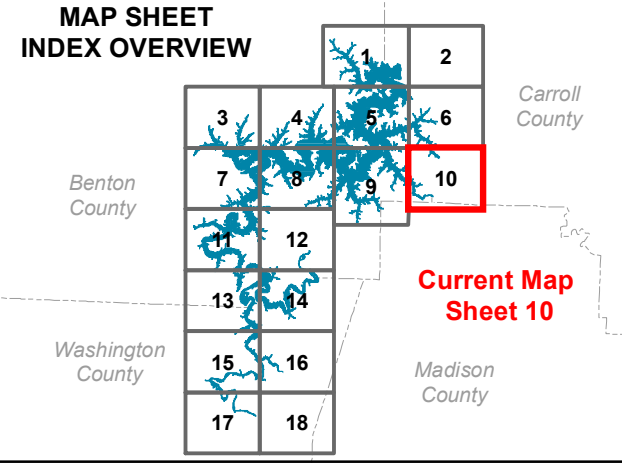 MAP SHEET
INDEX OVERVIEW
1
2
Carroll
County
3
4
5
6
Benton
County
7
8
9
10
11
12
Current Map
Sheet 10
13
14
Washington
County
15
16
Madison
County
17
18